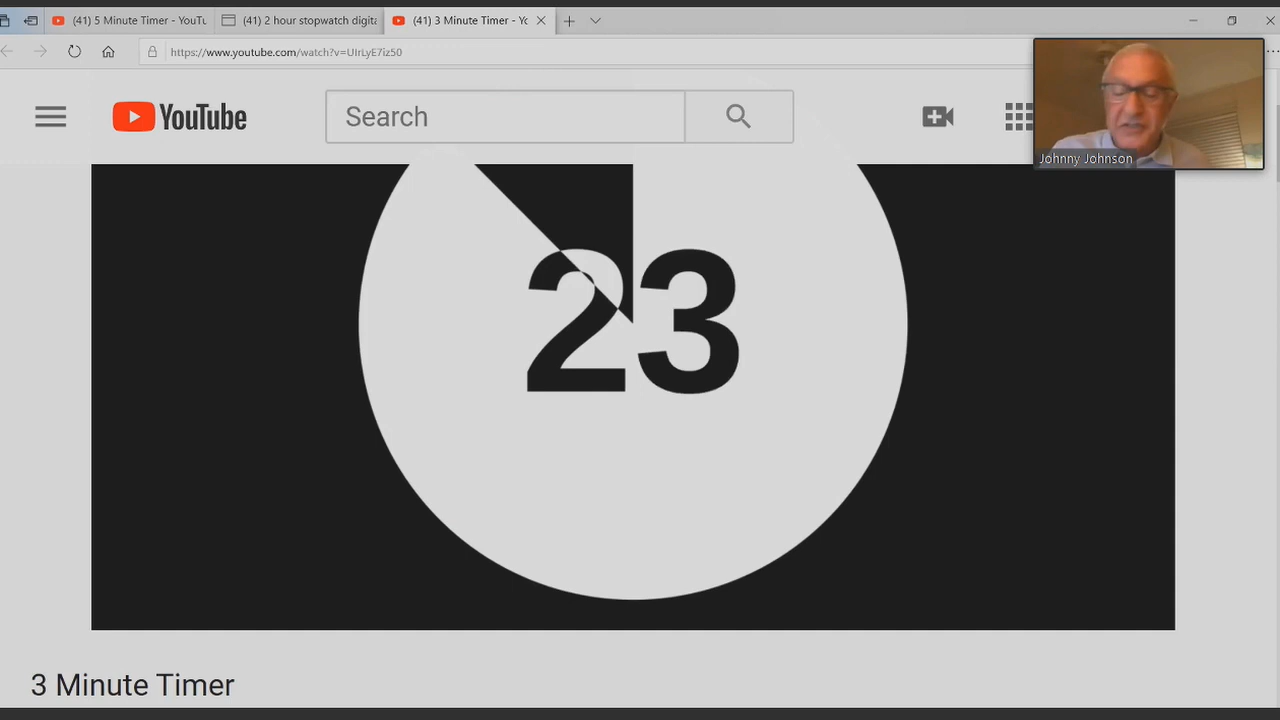 (41) 5 Minute Timer - YouTu
(41) 2 hour stopwatch digita
(41) 3 Minute Timer - Yo
https://www.youtube.com/watch?v=UIrLyE7iz50
YouTube
Search
Johnny Johnson
23
3 Minute Timer